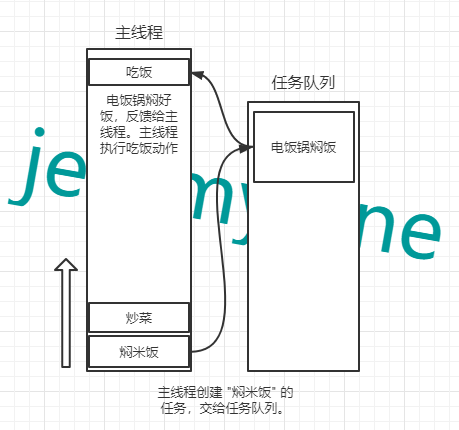 主线程
吃饭
电饭锅焖好
饭，反馈给主
线程。主线程
执行吃饭动作
任务队列
电饭锅焖饭
炒菜
焖米饭
主线程创建 "焖米饭" 的
任务，交给任务队列。